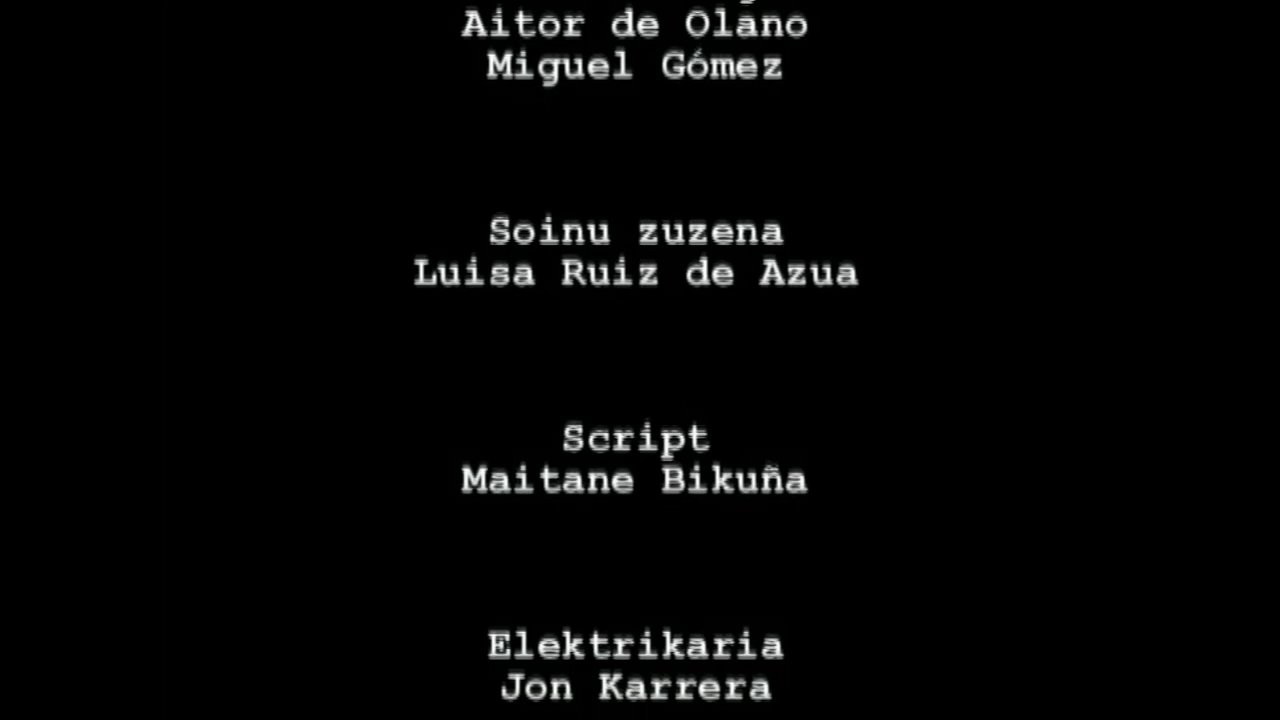 Aitor de Olano
Miguel Gómez
Soinu zuzena
Luisa Ruiz de Azua
Script
Maitane Bikuña
Elektrikaria
Jon Karrera